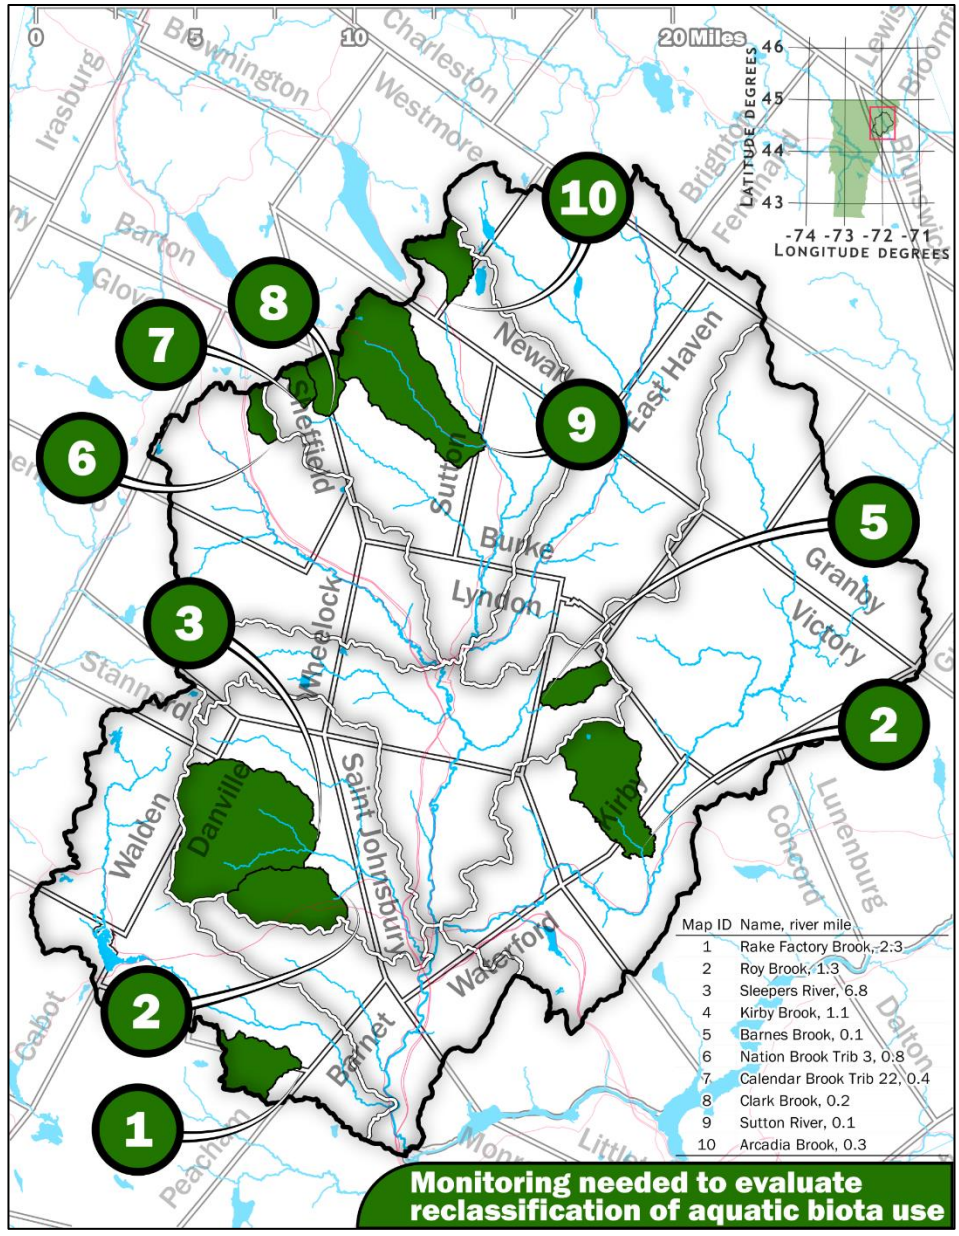 0 5 10 20 Miles
Irasburg
Brownington
Charleston
Westmore
Lewis
Brighton
Ferdinand
Brunswick
46
45
44
43
LATITUDE DEGREES
-74 -73 -72 -71
LONGITUDE DEGREES
Barton
Glove
10
8
7
Newark
East Haven
Sheffield
9
6
Sutton
5
Burke
Granby
Lyndon
Victory
3
Wheelock
Stannard
2
Danville
Saint Johnsbury
Kirby
Walden
Lunenburg
Concord
Waterford
2
Cabot
Barnet
Dalton
1
Peacham
Monr
Littl
Map ID Name, river mile
1 Rake Factory Brook, 2.3
2 Roy Brook, 1.3
3 Sleepers River, 6.8
4 Kirby Brook, 1.1
5 Barnes Brook, 0.1
6 Nation Brook Trib 3, 0.8
7 Calendar Brook Trib 22, 0.4
8 Clark Brook, 0.2
9 Sutton River, 0.1
10 Arcadia Brook, 0.3
Monitoring needed to evaluate
reclassification of aquatic biota use